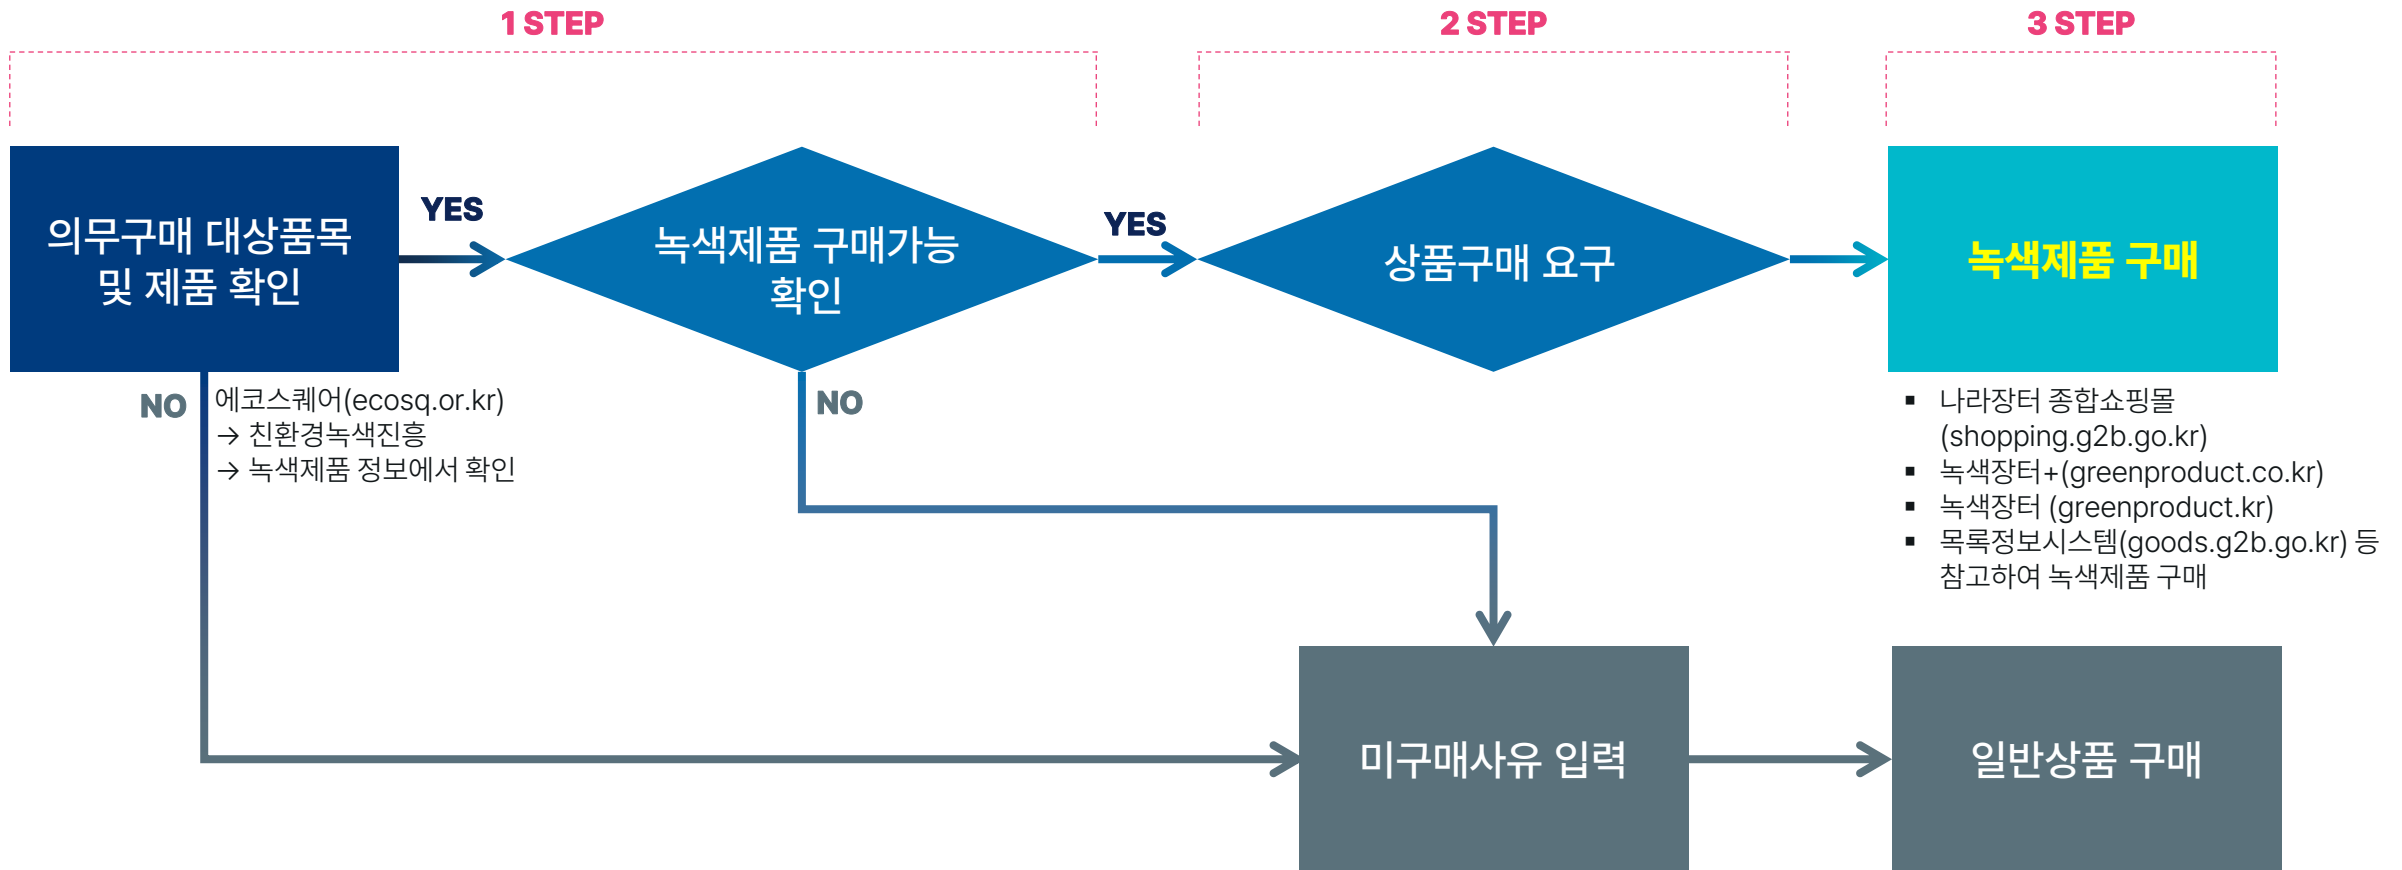 1 STEP
2 STEP
3 STEP
의무구매 대상품목
및 제품 확인
YES
녹색제품 구매가능
확인
YES
상품구매 요구
녹색제품 구매
NO
에코스퀘어(ecosq.or.kr)
→ 친환경녹색진흥
→ 녹색제품 정보에서 확인
NO
▪ 나라장터 종합쇼핑몰
(shopping.g2b.go.kr)
▪ 녹색장터+(greenproduct.co.kr)
▪ 녹색장터 (greenproduct.kr)
▪ 목록정보시스템(goods.g2b.go.kr) 등
참고하여 녹색제품 구매
미구매사유 입력
일반상품 구매